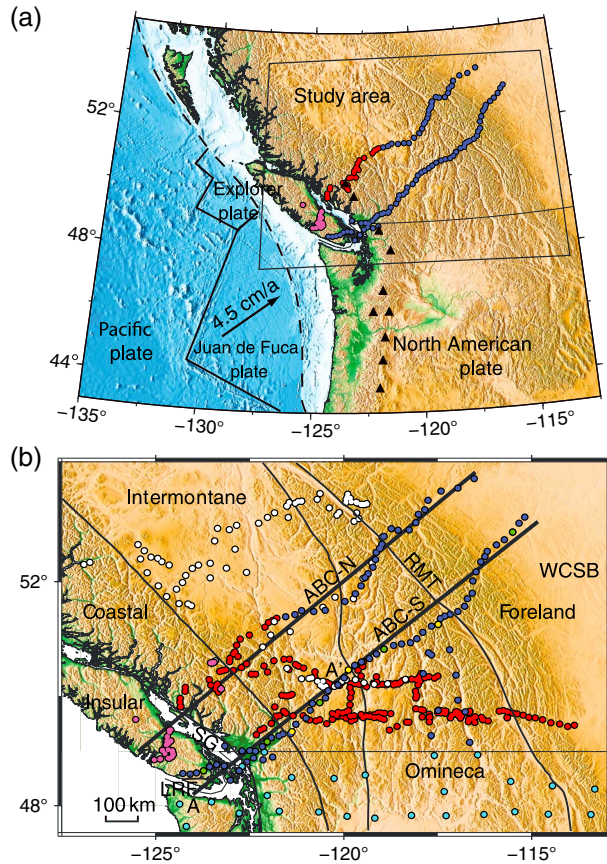 (a)
Study area
52°
Explorer
plate
48°
4.5 cm/a
Pacific
plate
Juan de Fuca
plate
North American
plate
44°
−135°
−130°
−125°
−120°
−115°
(b)
Intermontane
ABC-N
RMT
WCSB
52°
ABC-S
Coastal
Foreland
A'
Insular
SG
Omineca
LRF
A
48°
100 km
−125°
−120°
−115°